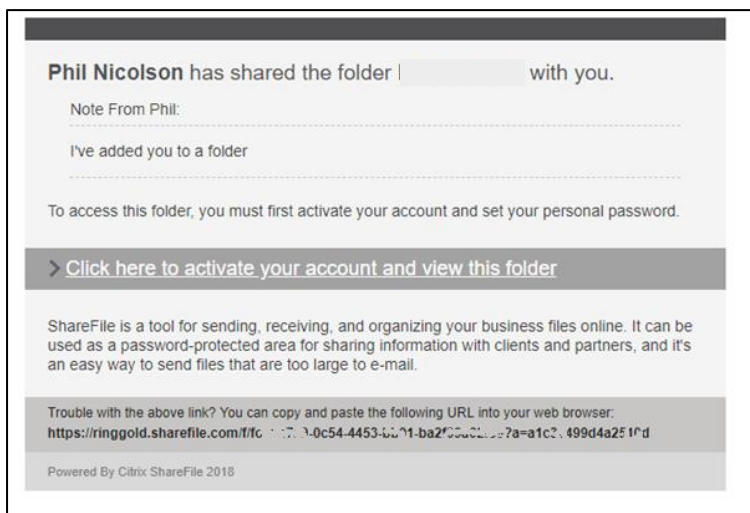 Phil Nicolson has shared the folder with you.
Note From Phil:
I've added you to a folder
To access this folder, you must first activate your account and set your personal password.
> Click here to activate your account and view this folder
ShareFile is a tool for sending, receiving, and organizing your business files online. It can be
used as a password-protected area for sharing information with clients and partners, and it's
an easy way to send files that are too large to e-mail.
Trouble with the above link? You can copy and paste the following URL into your web browser:
Powered By Citrix ShareFile 2018